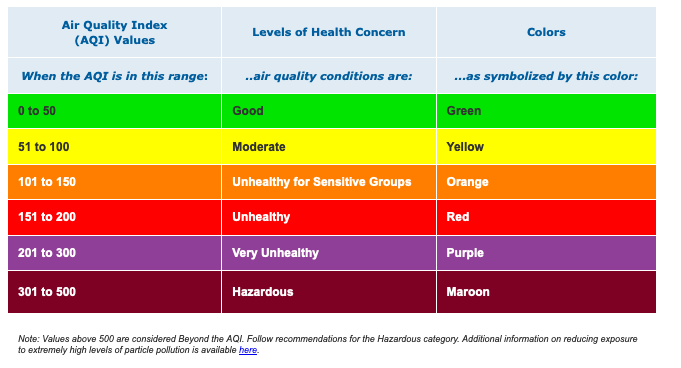 Air Quality Index
(AQI) Values
Levels of Health Concern
Colors
When the AQI is in this range:
..air quality conditions are:
...as symbolized by this color:
0 to 50
Good
Green
51 to 100
Moderate
Yellow
101 to 150
Unhealthy for Sensitive Groups
Orange
151 to 200
Unhealthy
Red
201 to 300
Very Unhealthy
Purple
301 to 500
Hazardous
Maroon
Note: Values above 500 are considered Beyond the AQI. Follow recommendations for the Hazardous category. Additional information on reducing exposure
to extremely high levels of particle pollution is available here.